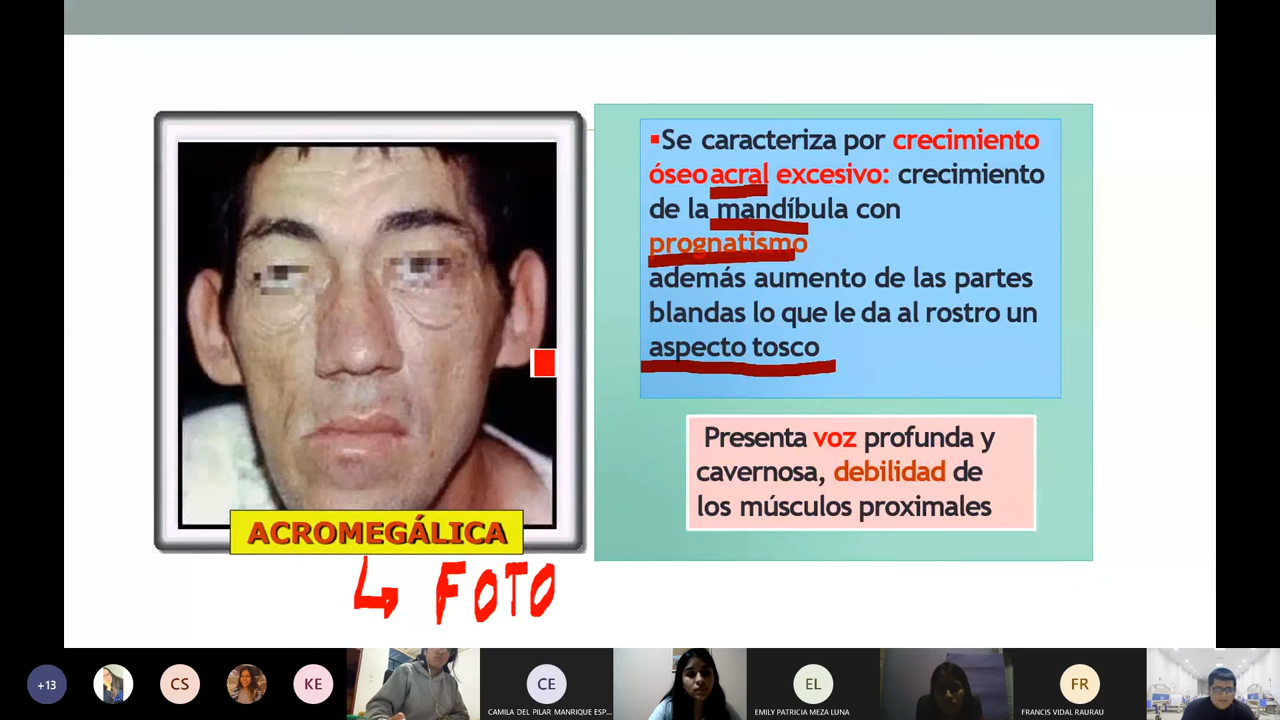 ▪Se caracteriza por crecimiento
óseo acral excesivo: crecimiento
de la mandíbula con
prognatismo
además aumento de las partes
blandas lo que le da al rostro un
aspecto tosco
Presenta voz profunda y
cavernosa, debilidad de
los músculos proximales
ACROMEGÁLICA
↳ FOTO
+13
CS
KE
CE
CAMILA DEL PILAR MANRIQUE ESP...
EL
EMILY PATRICIA MEZA LUNA
FR
FRANCIS VIDAL RAURAU